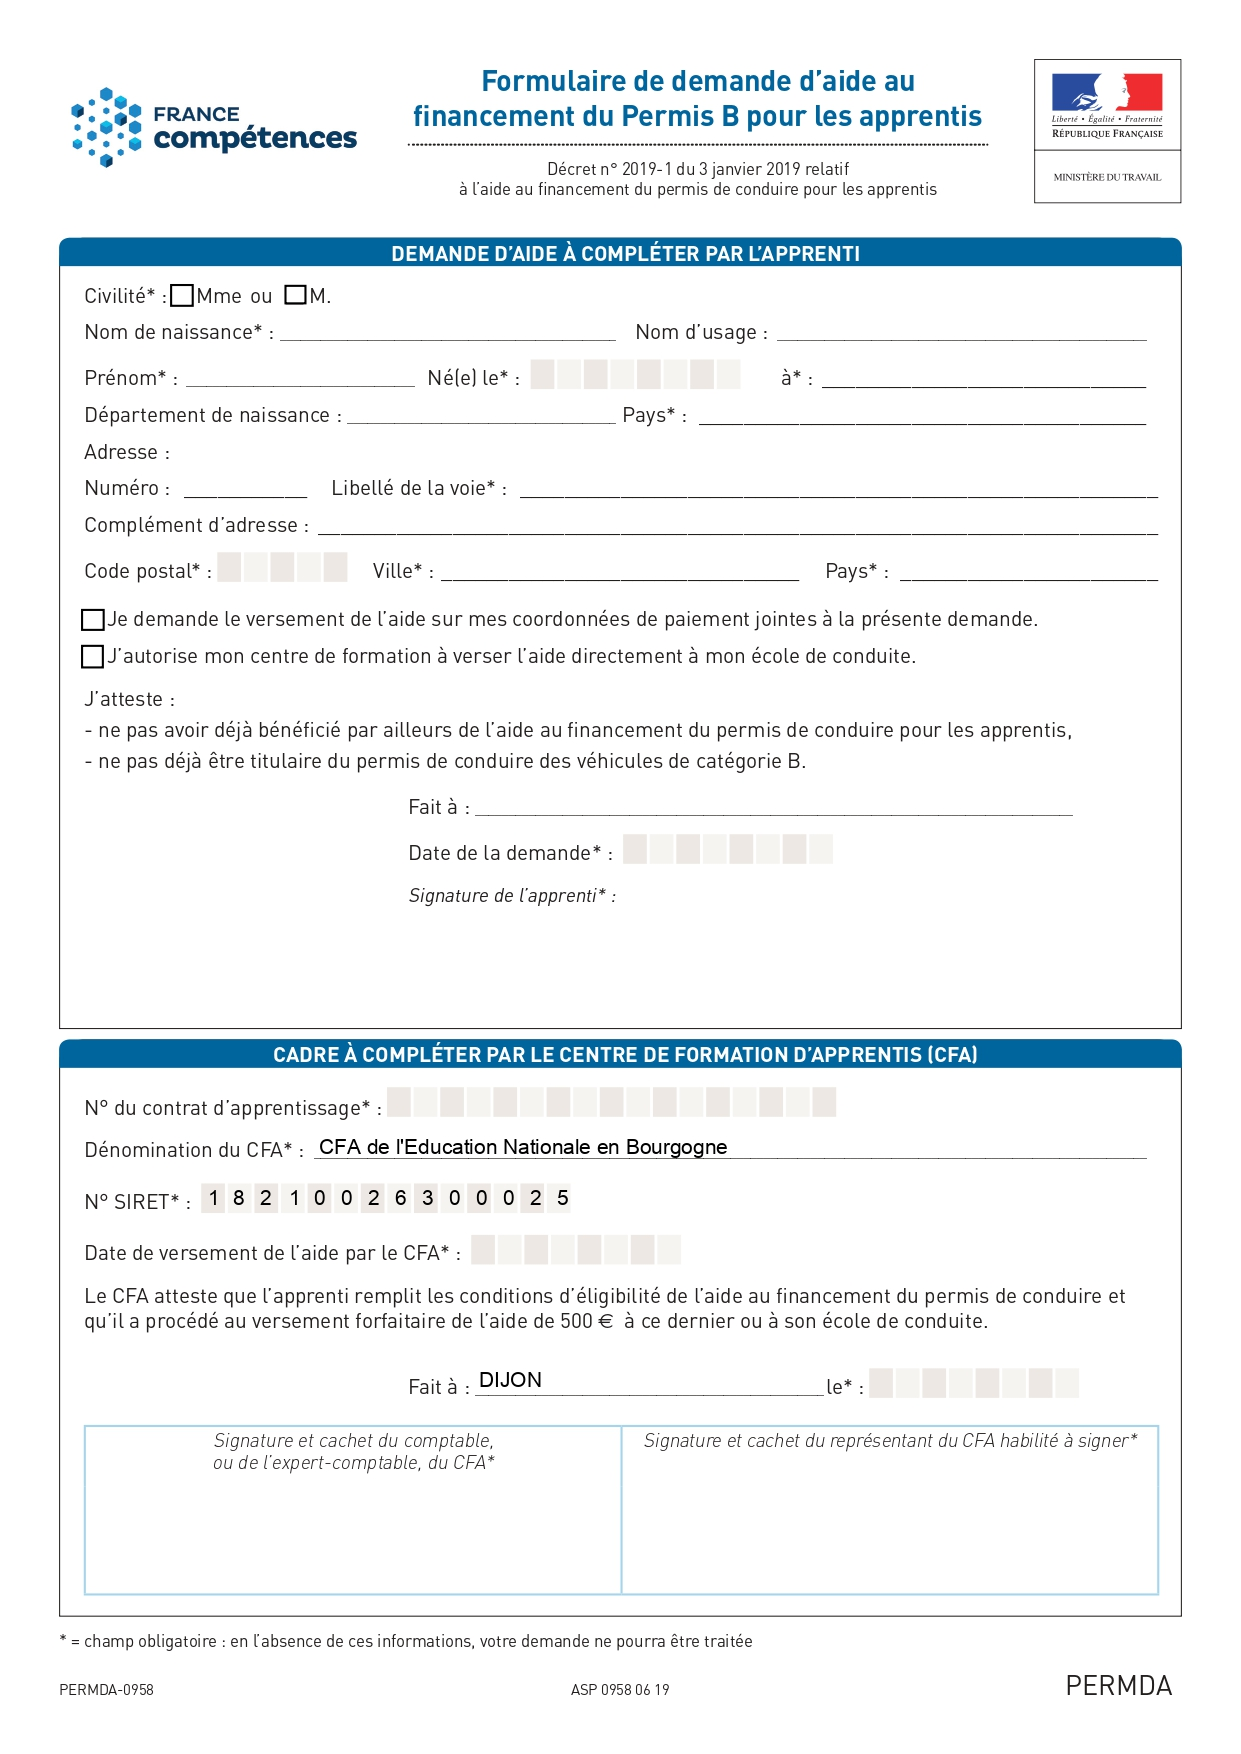 FRANCE
compétences
Formulaire de demande d’aide au
financement du Permis B pour les apprentis
Décret n° 2019-1 du 3 janvier 2019 relatif
à l’aide au financement du permis de conduire pour les apprentis
Liberté • Égalité • Fraternité
RÉPUBLIQUE FRANÇAISE
MINISTÈRE DU TRAVAIL
DEMANDE D’AIDE À COMPLÉTER PAR L’APPRENTI
Civilité* : Mme ou M.
Nom de naissance* : Nom d’usage :
Prénom* : Né(e) le* : à* :
Département de naissance : Pays* :
Adresse :
Numéro : Libellé de la voie* :
Complément d’adresse :
Code postal* : Ville* : Pays* :
Je demande le versement de l’aide sur mes coordonnées de paiement jointes à la présente demande.
J’autorise mon centre de formation à verser l’aide directement à mon école de conduite.
J’atteste :
- ne pas avoir déjà bénéficié par ailleurs de l’aide au financement du permis de conduire pour les apprentis,
- ne pas déjà être titulaire du permis de conduire des véhicules de catégorie B.
Fait à :
Date de la demande* :
Signature de l’apprenti* :
CADRE À COMPLÉTER PAR LE CENTRE DE FORMATION D’APPRENTIS (CFA)
N° du contrat d’apprentissage* :
Dénomination du CFA* : CFA de l'Education Nationale en Bourgogne
N° SIRET* : 1 8 2 1 0 0 2 6 3 0 0 0 2 5
Date de versement de l’aide par le CFA* :
Le CFA atteste que l’apprenti remplit les conditions d’éligibilité de l’aide au financement du permis de conduire et
qu’il a procédé au versement forfaitaire de l’aide de 500 € à ce dernier ou à son école de conduite.
Fait à : DIJON le* :
Signature et cachet du comptable,
ou de l’expert-comptable, du CFA*
Signature et cachet du représentant du CFA habilité à signer*
* = champ obligatoire : en l’absence de ces informations, votre demande ne pourra être traitée
PERMDA-0958 ASP 0958 06 19 PERMDA